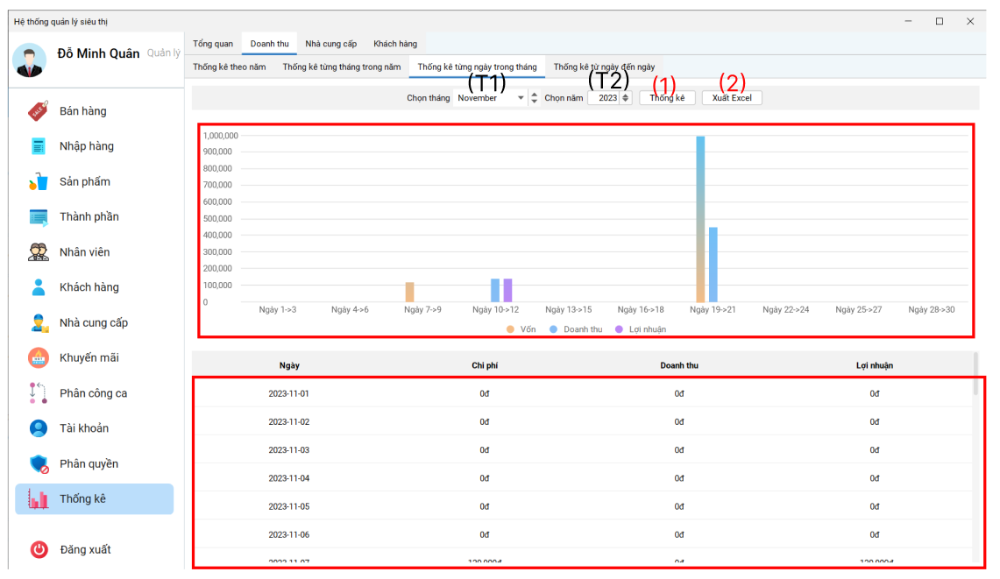 Hệ thống quản lý siêu thị
Đỗ Minh Quân Quản lý
Bán hàng
Nhập hàng
Sản phẩm
Thành phần
Nhân viên
Khách hàng
Nhà cung cấp
Khuyến mãi
Phân công ca
Tài khoản
Phân quyền
Thống kê
Đăng xuất
Tổng quan Doanh thu Nhà cung cấp Khách hàng
Thống kê theo năm Thống kê từng tháng trong năm Thống kê từng ngày trong tháng Thống kê từ ngày đến ngày
(T1) (T2) (1) (2)
Chọn tháng November Chọn năm 2023 Thống kê Xuất Excel
1,000,000
900,000
800,000
700,000
600,000
500,000
400,000
300,000
200,000
100,000
0
Ngày 1->3 Ngày 4->6 Ngày 7->9 Ngày 10->12 Ngày 13->15 Ngày 16->18 Ngày 19->21 Ngày 22->24 Ngày 25->27 Ngày 28->30
Vốn Doanh thu Lợi nhuận
Ngày Chi phí Doanh thu Lợi nhuận
2023-11-01 0đ 0đ 0đ
2023-11-02 0đ 0đ 0đ
2023-11-03 0đ 0đ 0đ
2023-11-04 0đ 0đ 0đ
2023-11-05 0đ 0đ 0đ
2023-11-06 0đ 0đ 0đ